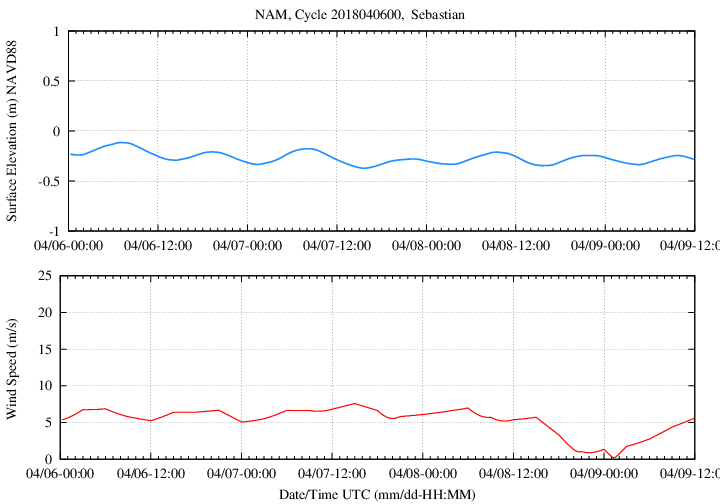 NAM, Cycle 2018040600, Sebastian
Surface Elevation (m) NAVD88
1
0.5
0
-0.5
-1
04/06-00:00 04/06-12:00 04/07-00:00 04/07-12:00 04/08-00:00 04/08-12:00 04/09-00:00 04/09-12:0
Wind Speed (m/s)
25
20
15
10
5
0
04/06-00:00 04/06-12:00 04/07-00:00 04/07-12:00 04/08-00:00 04/08-12:00 04/09-00:00 04/09-12:0
Date/Time UTC (mm/dd-HH:MM)